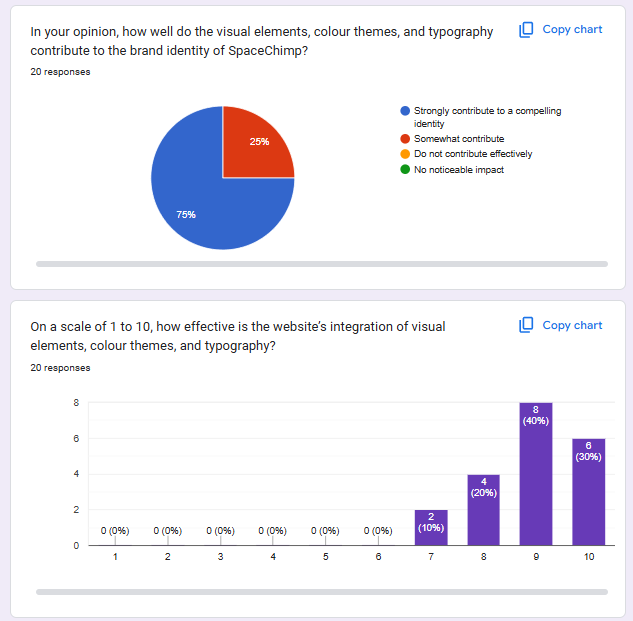 In your opinion, how well do the visual elements, colour themes, and typography
contribute to the brand identity of SpaceChimp?
Copy chart
20 responses
25%
75%
Strongly contribute to a compelling
identity
Somewhat contribute
Do not contribute effectively
No noticeable impact
On a scale of 1 to 10, how effective is the website’s integration of visual
elements, colour themes, and typography?
Copy chart
20 responses
8
6
4
2
0
0 (0%) 0 (0%) 0 (0%) 0 (0%) 0 (0%) 0 (0%)
2
(10%)
4
(20%)
8
(40%)
6
(30%)
1 2 3 4 5 6 7 8 9 10